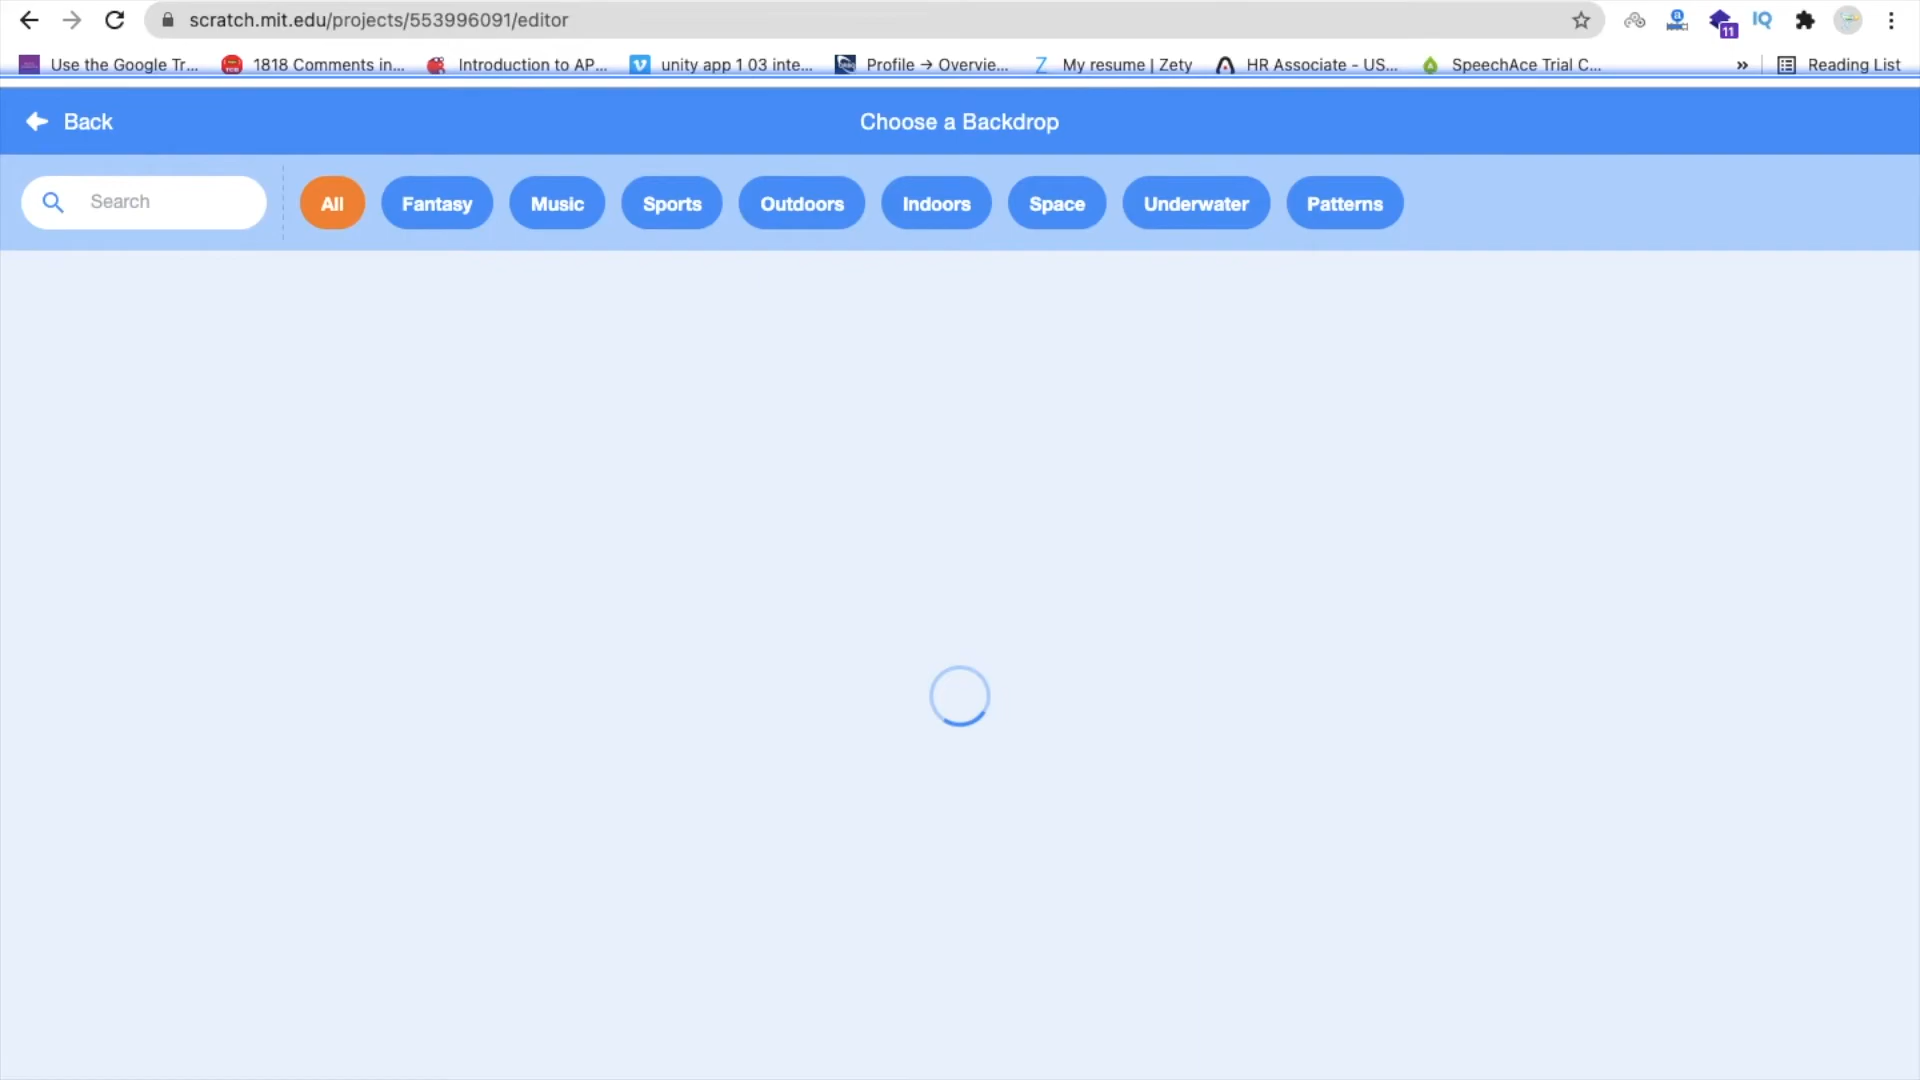 scratch.mit.edu/projects/553996091/editor
11
IQ
Use the Google Tr... 1818 Comments in... Introduction to AP... unity app 1 03 inte... Profile → Overvie... My resume | Zety HR Associate - US... SpeechAce Trial C... » Reading List
Back Choose a Backdrop
Search All Fantasy Music Sports Outdoors Indoors Space Underwater Patterns